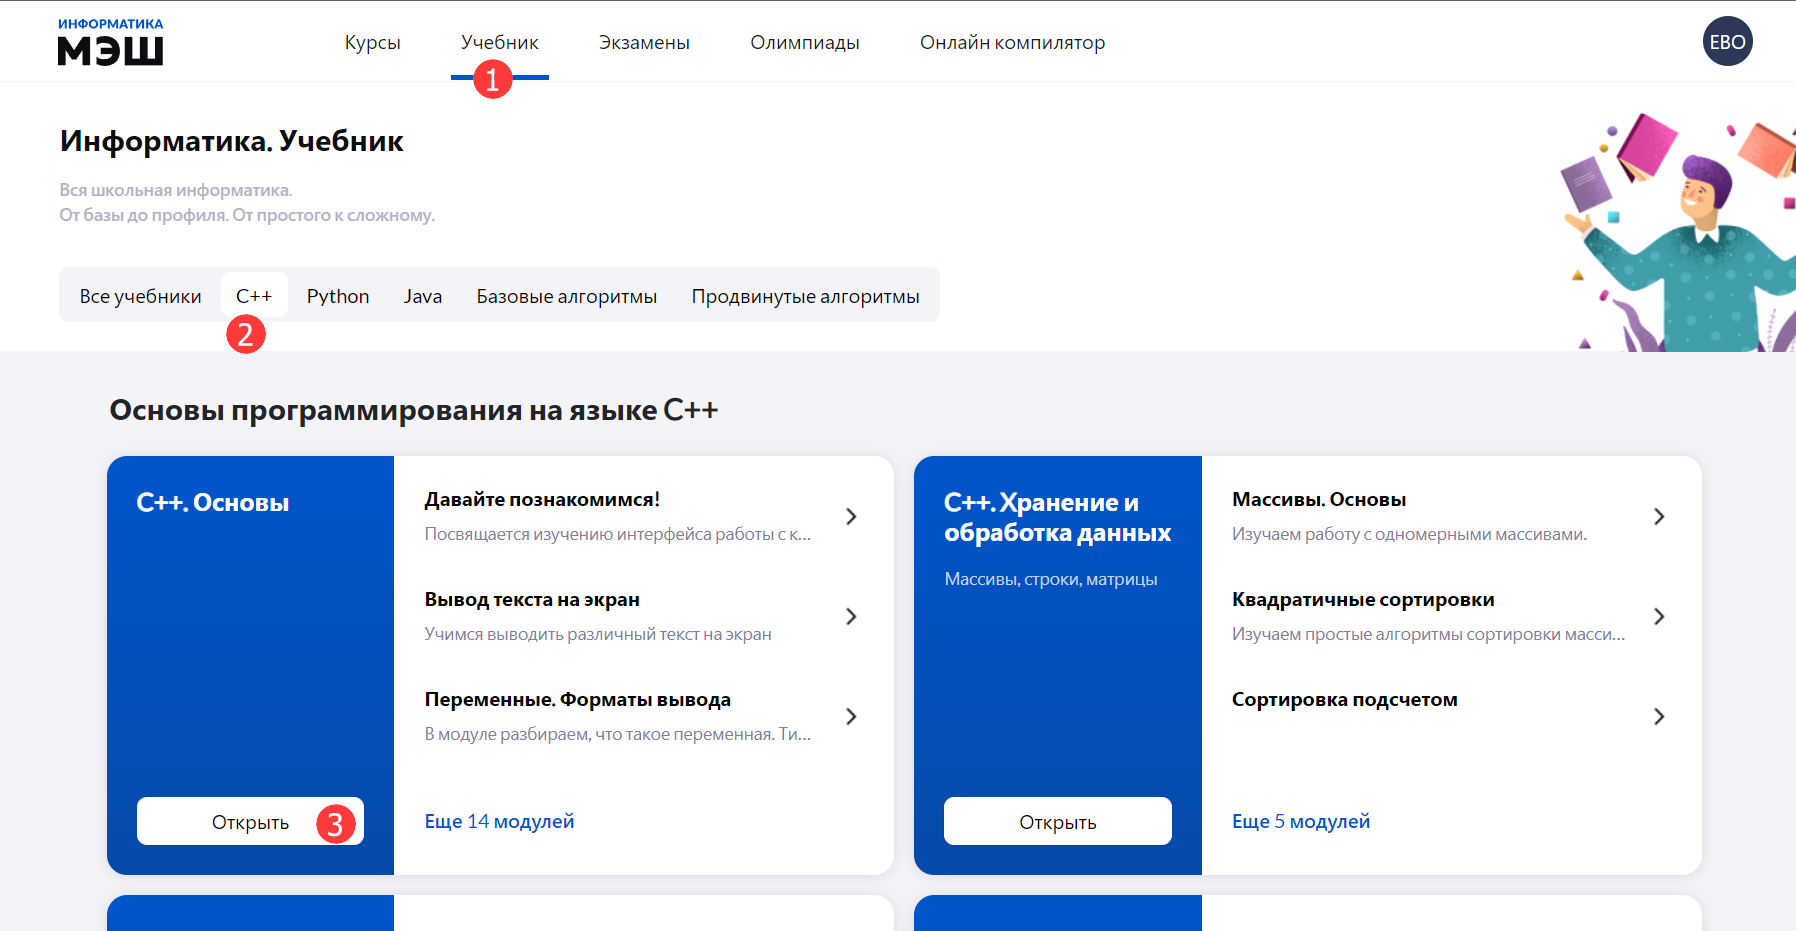 ИНФОРМАТИКА
МЭШ
Курсы
Учебник
Экзамены
Олимпиады
Онлайн компилятор
ЕВО
1
Информатика. Учебник
Вся школьная информатика.
От базы до профиля. От простого к сложному.
Все учебники
C++
Python
Java
Базовые алгоритмы
Продвинутые алгоритмы
2
Основы программирования на языке C++
C++. Основы
Давайте познакомимся!
Посвящается изучению интерфейса работы с к...
Вывод текста на экран
Учимся выводить различный текст на экран
Переменные. Форматы вывода
В модуле разбираем, что такое переменная. Ти...
Открыть
3
Еще 14 модулей
C++. Хранение и
обработка данных
Массивы, строки, матрицы
Массивы. Основы
Изучаем работу с одномерными массивами.
Квадратичные сортировки
Изучаем простые алгоритмы сортировки масси...
Сортировка подсчетом
Открыть
Еще 5 модулей